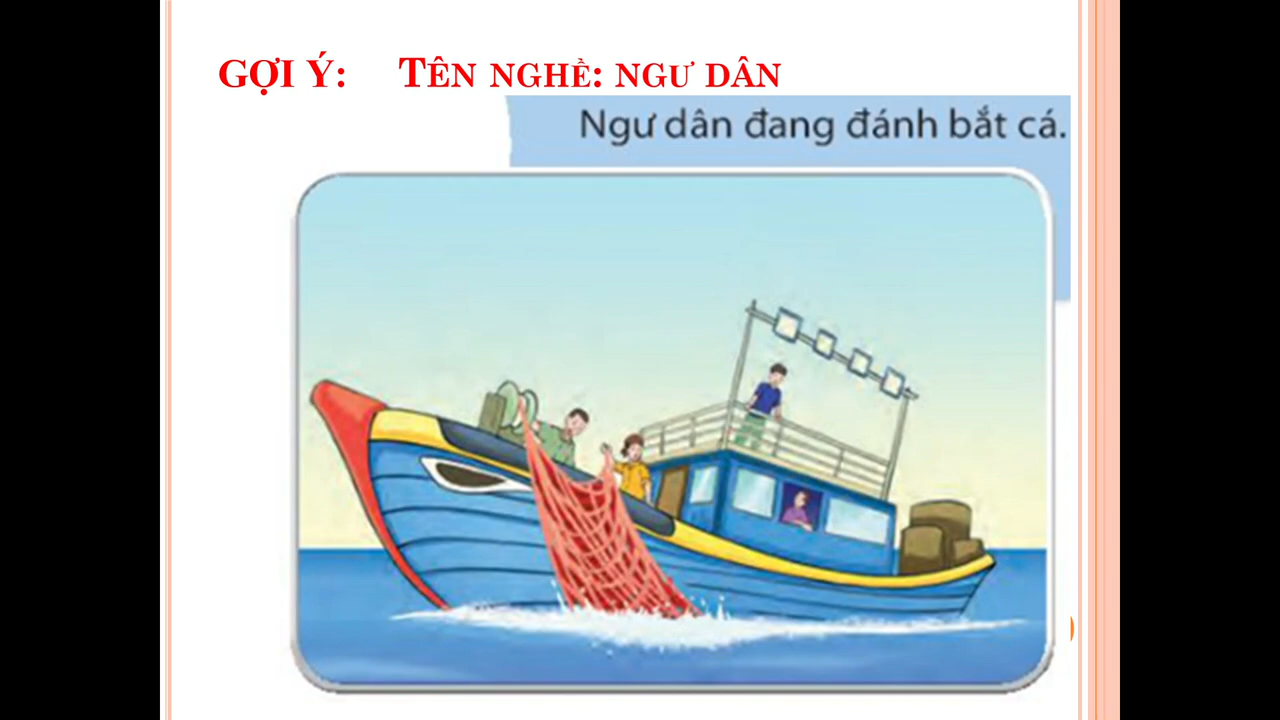 GỢI Ý: TÊN NGHỀ: NGƯ DÂN
Ngư dân đang đánh bắt cá.